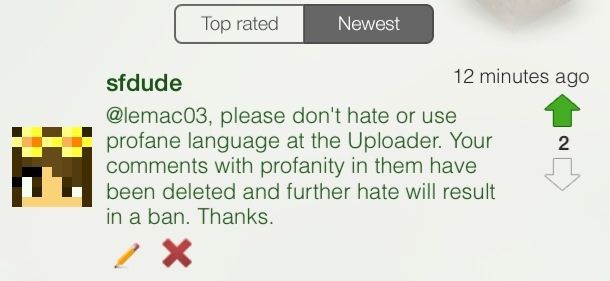 Top rated
Newest
sfdude
12 minutes ago
@lemac03, please don't hate or use
profane language at the Uploader. Your
comments with profanity in them have
been deleted and further hate will result
in a ban. Thanks.
2